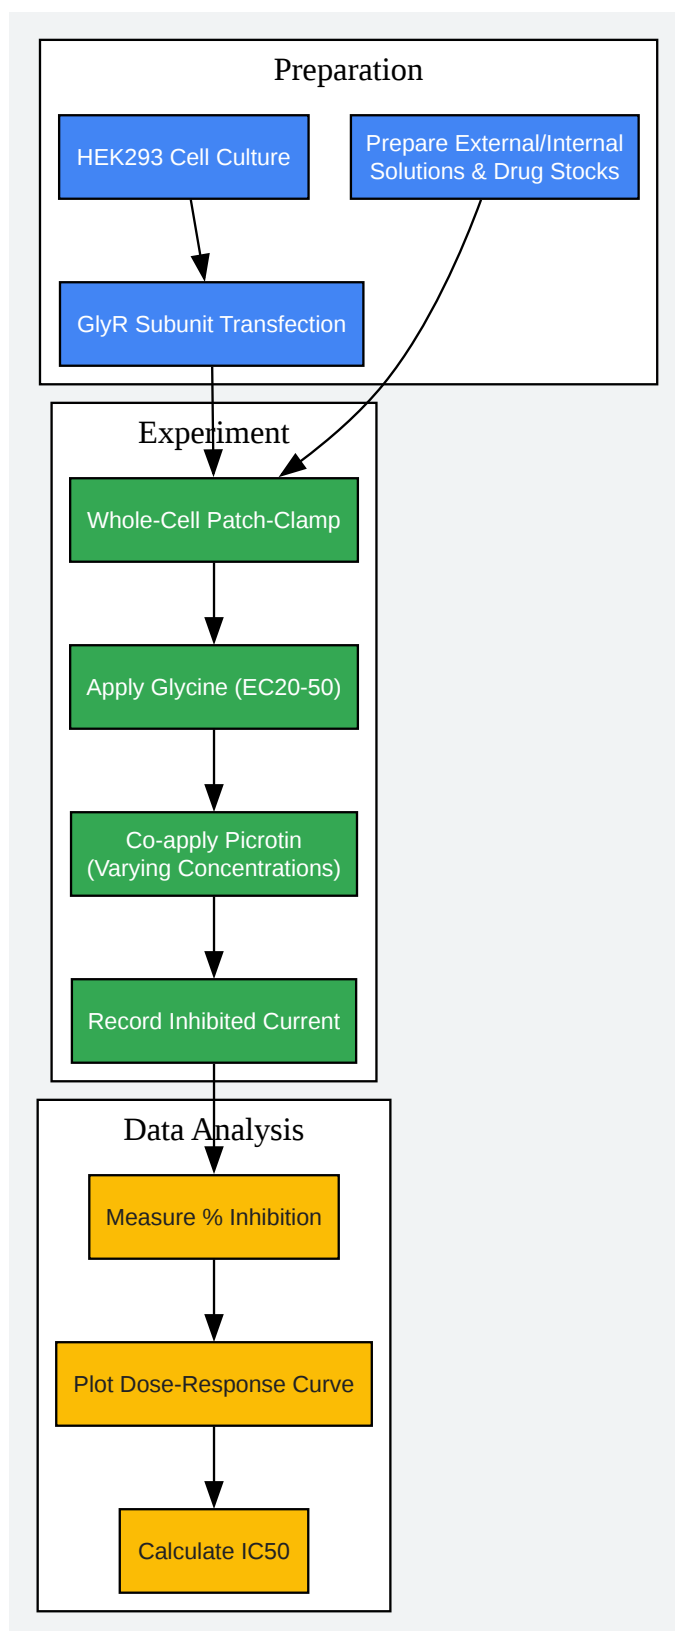 Preparation
HEK293 Cell Culture
Prepare External/Internal
Solutions & Drug Stocks
GlyR Subunit Transfection
Experiment
Whole-Cell Patch-Clamp
Apply Glycine (EC20-50)
Co-apply Picrotin
(Varying Concentrations)
Record Inhibited Current
Data Analysis
Measure % Inhibition
Plot Dose-Response Curve
Calculate IC50